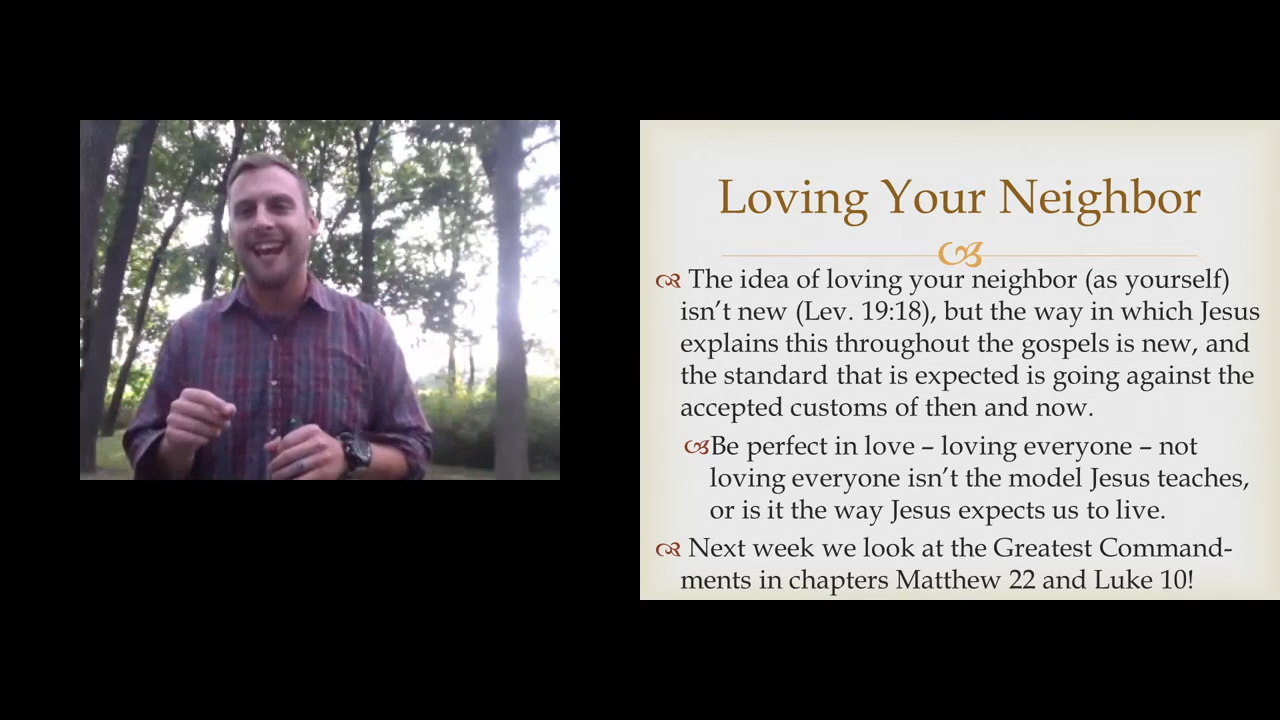 Loving Your Neighbor
The idea of loving your neighbor (as yourself)
isn't new (Lev. 19:18), but the way in which Jesus
explains this throughout the gospels is new, and
the standard that is expected is going against the
accepted customs of then and now.
Be perfect in love – loving everyone – not
loving everyone isn't the model Jesus teaches,
or is it the way Jesus expects us to live.
Next week we look at the Greatest Command-
ments in chapters Matthew 22 and Luke 10!